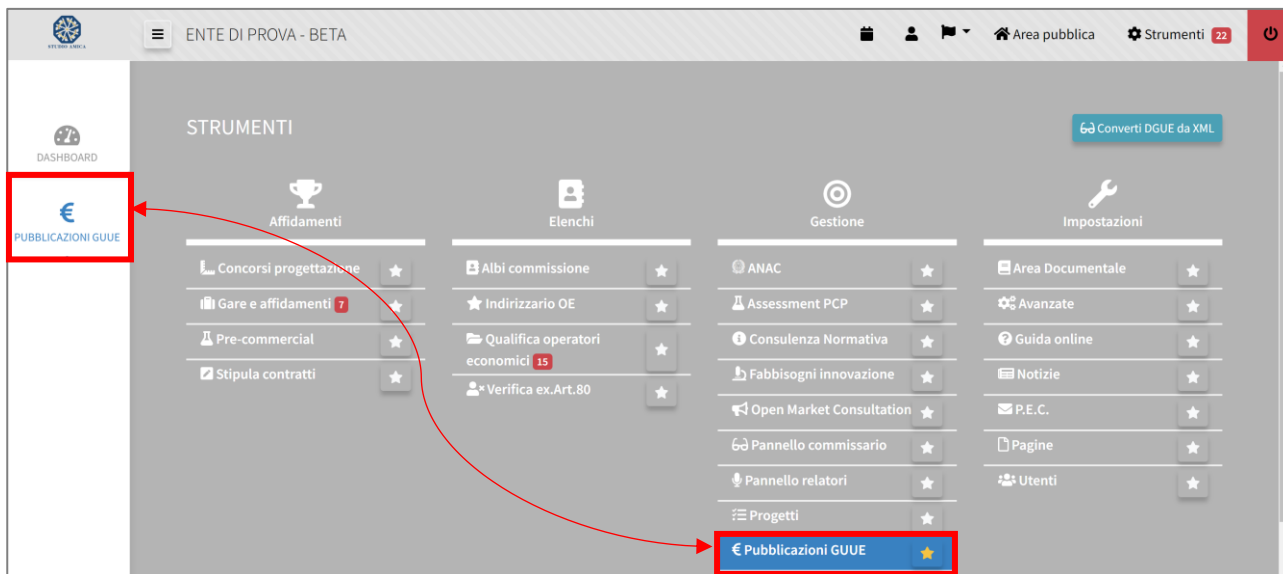 STUDIO AMICA
ENTE DI PROVA - BETA
Area pubblica
Strumenti 22
DASHBOARD
€
PUBBLICAZIONI GUUE
STRUMENTI
Converti DGUE da XML
Affidamenti
Concorsi progettazione
Gare e affidamenti 7
Pre-commercial
Stipula contratti
Elenchi
Albi commissione
Indirizzario OE
Qualifica operatori
economici 15
Verifica ex.Art.80
Gestione
ANAC
Assessment PCP
Consulenza Normativa
Fabbisogni innovazione
Open Market Consultation
Pannello commissario
Pannello relatori
Progetti
€ Pubblicazioni GUUE
Impostazioni
Area Documentale
Avanzate
Guida online
Notizie
P.E.C.
Pagine
Utenti